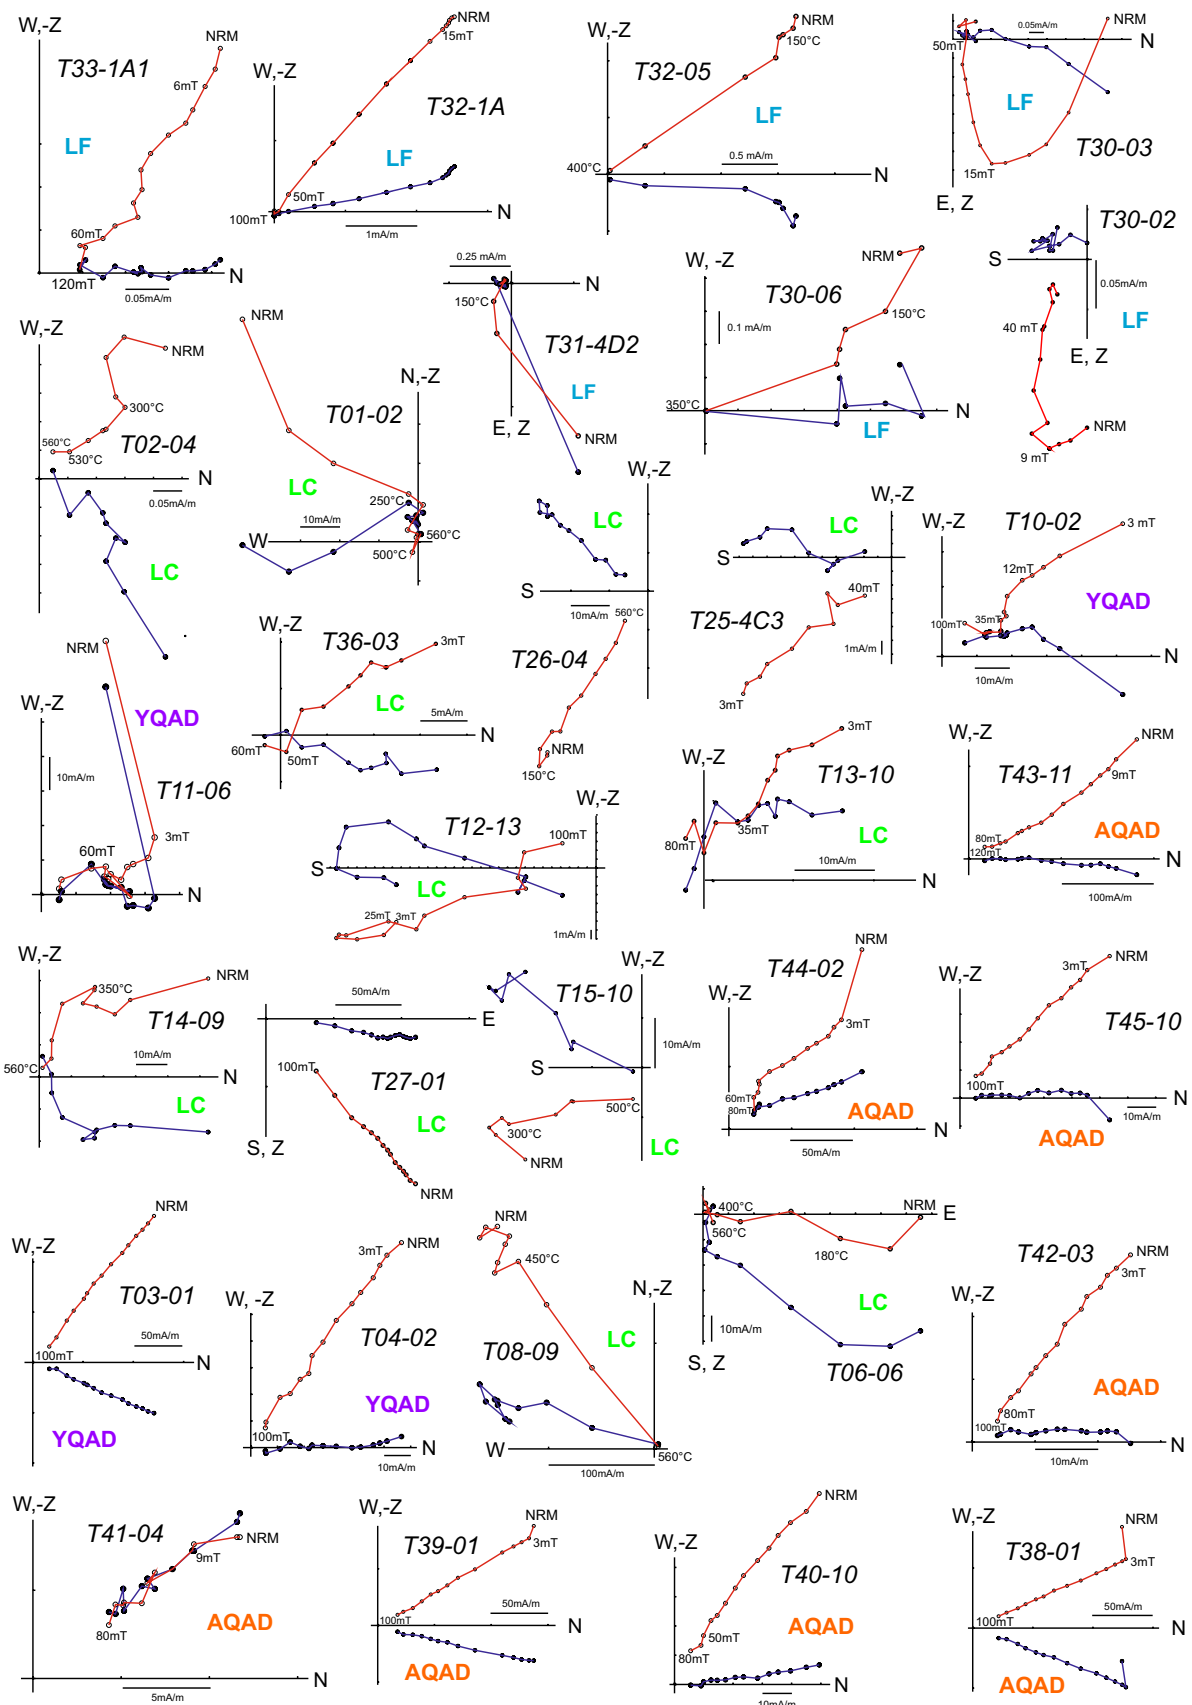 W,-Z
NRM
T33-1A1
6mT
LF
60mT
120mT
N
0.05mA/m
W,-Z
NRM
15mT
T32-1A
LF
50mT
100mT
N
1mA/m
W,-Z
NRM
150°C
T32-05
LF
0.5 mA/m
400°C
N
0.05mA/m
NRM
50mT
N
LF
T30-03
15mT
E, Z
T30-02
S
0.05mA/m
LF
40 mT
E, Z
NRM
9 mT
0.25 mA/m
N
150°C
T31-4D2
LF
E, Z
NRM
W, -Z
NRM
T30-06
0.1 mA/m
150°C
350°C
N
LF
W,-Z
NRM
300°C
T02-04
560°C
530°C
N
0.05mA/m
LC
NRM
N,-Z
T01-02
LC
250°C
10mA/m
W
560°C
500°C
W,-Z
LC
S
10mA/m
560°C
T26-04
NRM
150°C
W,-Z
LC
S
40mT
T25-4C3
1mA/m
3mT
W,-Z
T10-02
3 mT
12mT
YQAD
100mT
35mT
N
10mA/m
NRM
W,-Z
YQAD
10mA/m
T11-06
3mT
60mT
N
W,-Z
T36-03
3mT
LC
5mA/m
60mT
50mT
N
W,-Z
T12-13
100mT
S
LC
25mT
3mT
1mA/m
W,-Z
3mT
T13-10
35mT
80mT
LC
10mA/m
N
W,-Z
NRM
T43-11
9mT
AQAD
80mT
120mT
N
100mA/m
W,-Z
NRM
350°C
T14-09
10mA/m
560°C
N
LC
50mA/m
E
100mT
T27-01
LC
S, Z
NRM
W,-Z
T15-10
10mA/m
S
500°C
300°C
LC
NRM
NRM
T44-02
W,-Z
3mT
60mT
80mT
AQAD
N
50mA/m
W,-Z
NRM
3mT
T45-10
100mT
N
10mA/m
AQAD
NRM
W,-Z
T03-01
50mA/m
100mT
N
YQAD
W,-Z
NRM
3mT
T04-02
YQAD
100mT
N
10mA/m
NRM
450°C
N,-Z
LC
T08-09
W
560°C
100mA/m
400°C
NRM
E
560°C
180°C
LC
10mA/m
S, Z
T06-06
T42-03
NRM
W,-Z
3mT
AQAD
80mT
100mT
N
10mA/m
W,-Z
T41-04
NRM
9mT
AQAD
80mT
N
5mA/m
W,-Z
NRM
T39-01
3mT
50mA/m
100mT
N
AQAD
NRM
W,-Z
T40-10
AQAD
50mT
80mT
N
10mA/m
W,-Z
NRM
T38-01
3mT
50mA/m
100mT
N
AQAD